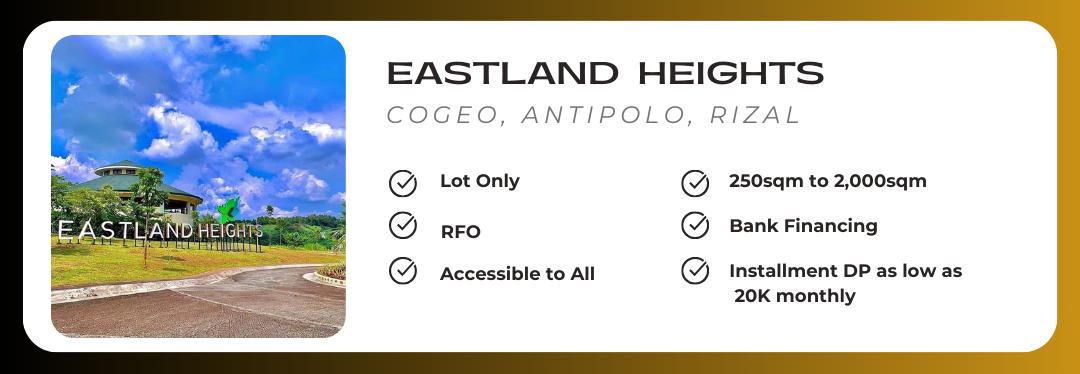 EASTLAND HEIGHTS
EASTLAND HEIGHTS
COGEO, ANTIPOLO, RIZAL
Lot Only
RFO
Accessible to All
250sqm to 2,000sqm
Bank Financing
Installment DP as low as
20K monthly